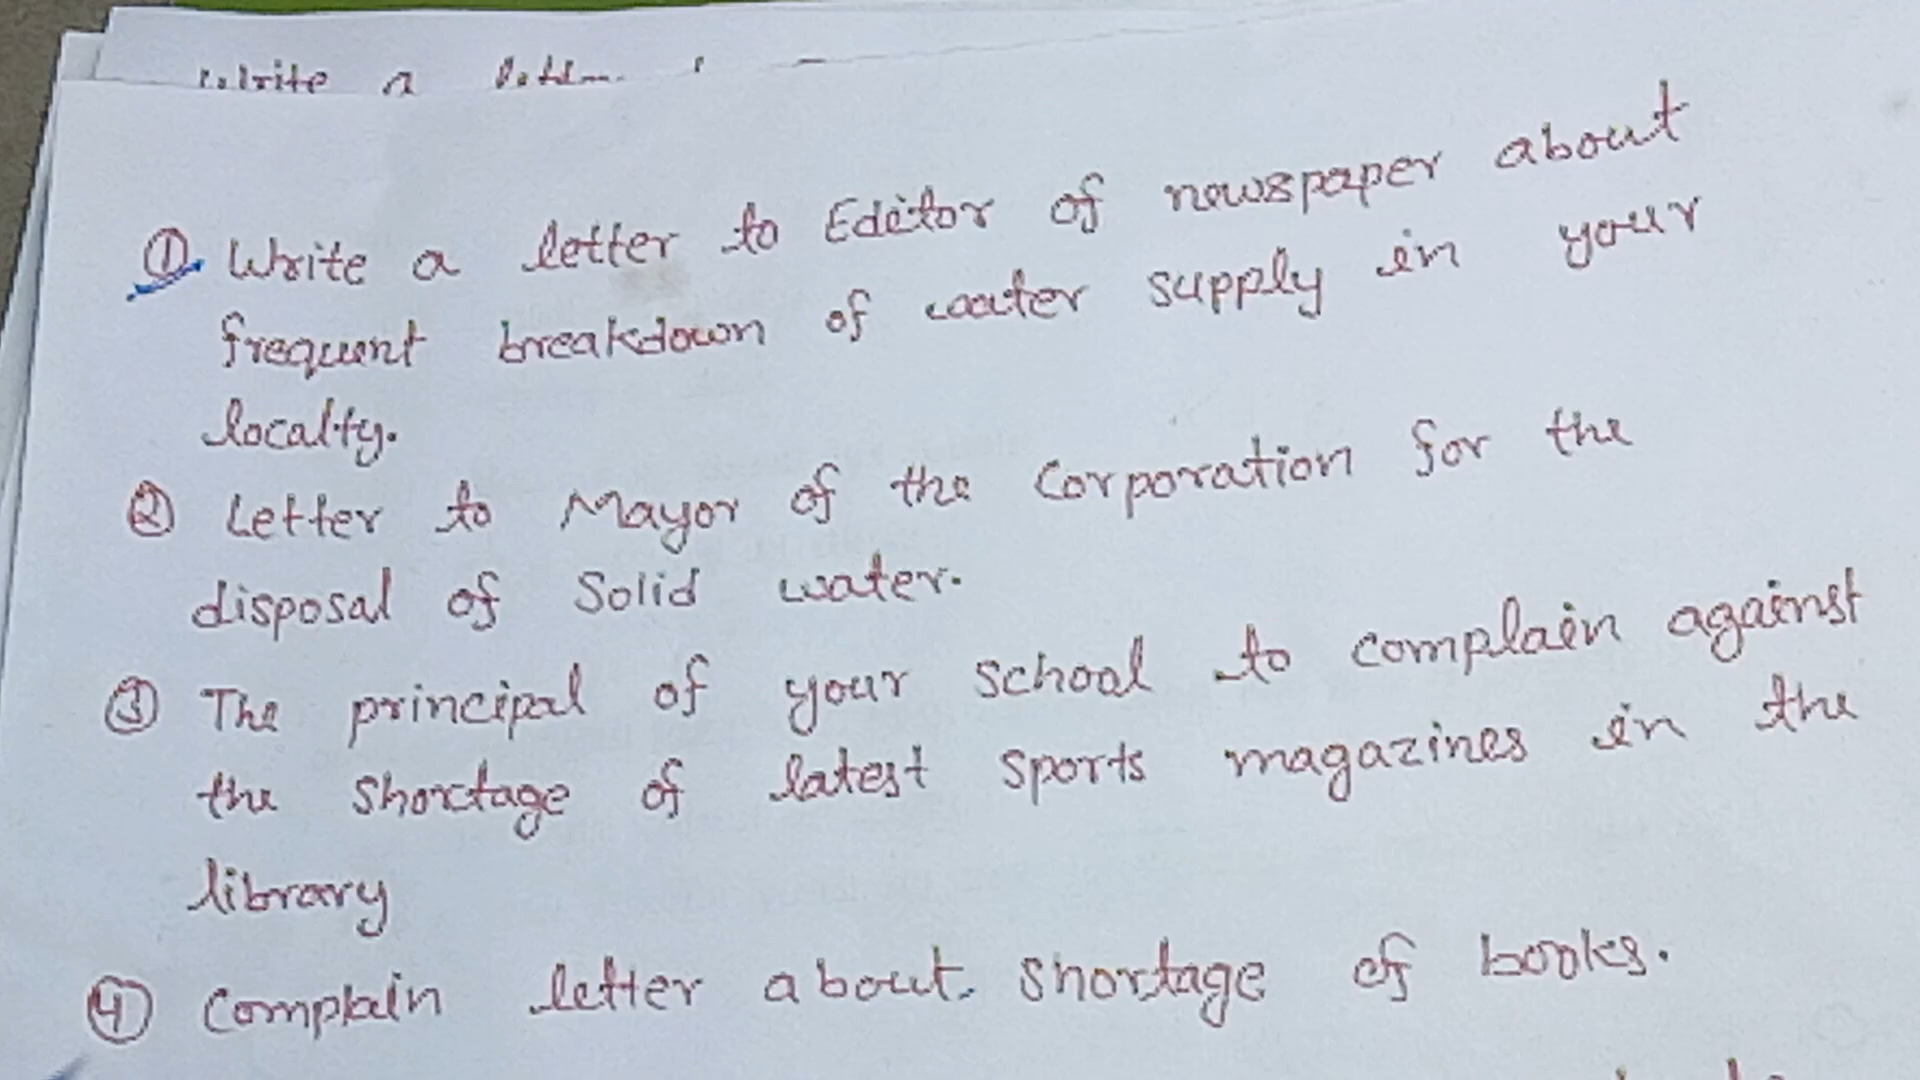 Write a
① Write a letter to Editor of newspaper about
frequent breakdown of water supply in your
localty.
② Letter to Mayor of the Corporation for the
disposal of Solid water.
③ The principal of your school to complain against
the shortage of latest sports magazines in the
library
④ Complain letter about shortage of books.